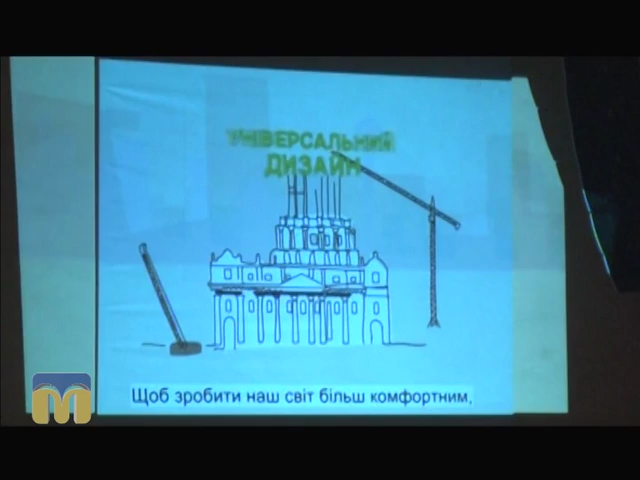 УНІВЕРСАЛЬНИЙ
ДИЗАЙН
Щоб зробити наш світ більш комфортним,
М